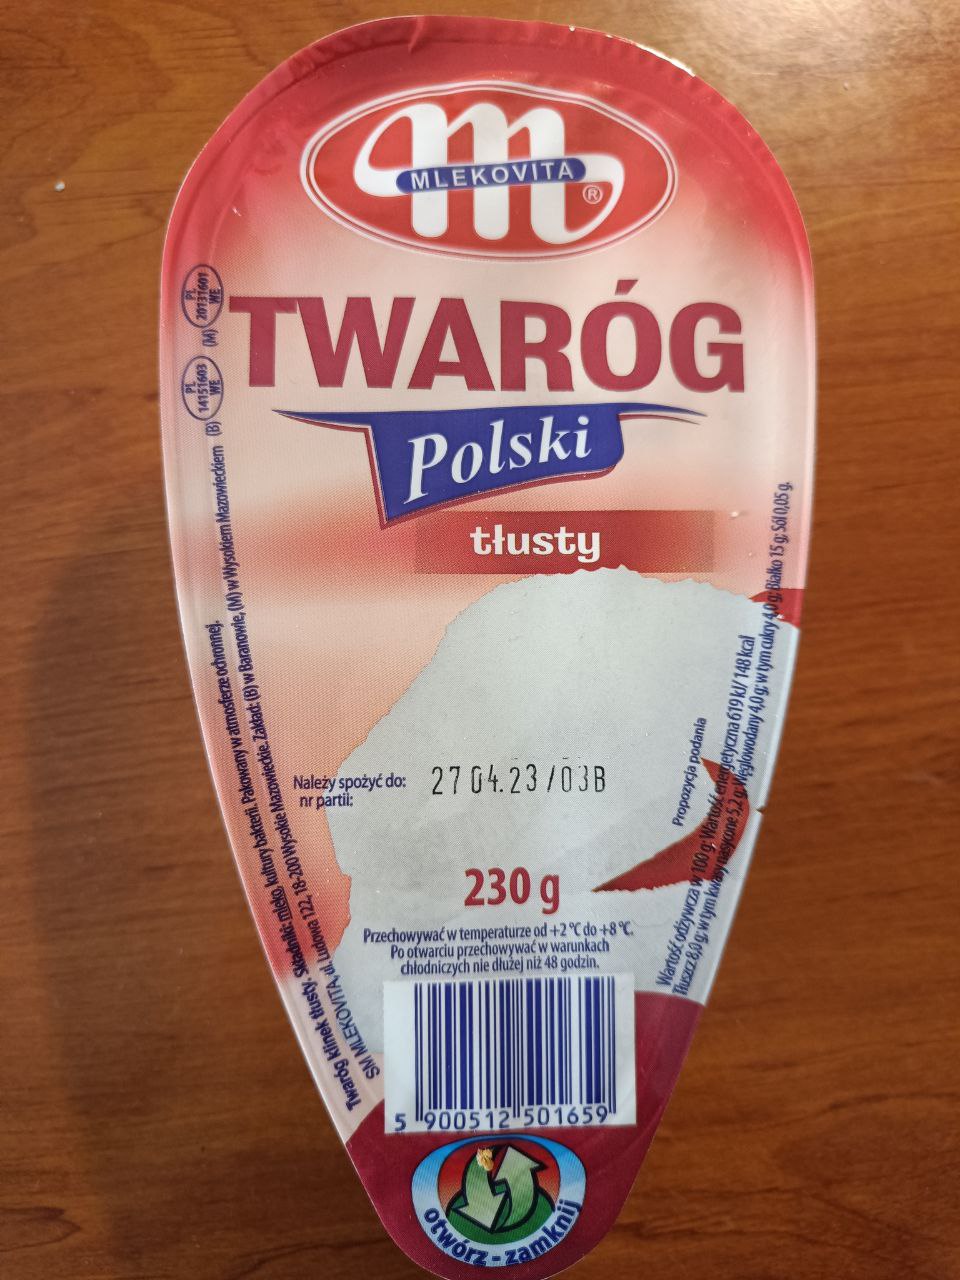 MLEKOVITA
®
TWARÓG
Polski
tłusty
PL
20131601
WE
(M)
PL
14151603
WE
(B)
Twaróg klinek tłusty. Składniki: mleko, kultury bakterii. Pakowany w atmosferze ochronnej.
SM MLEKOVITA, ul. Ludowa 122, 18-200 Wysokie Mazowieckie. Zakład: (B) w Baranowie, (M) w Wysokiem Mazowieckiem
Należy spożyć do:
nr partii:
27 04.23/03B
230 g
Propozycja podania
Wartość odżywcza w 100 g: Wartość energetyczna 619 kJ/ 148 kcal
Tłuszcz 8,0 g; w tym kwasy nasycone 5,2 g; Węglowodany 4,0 g; w tym cukry 4,0 g; Białko 15 g; Sól 0,05 g.
Przechowywać w temperaturze od +2 °C do +8 °C.
Po otwarciu przechowywać w warunkach
chłodniczych nie dłużej niż 48 godzin.
5 900512 501659
otwórz - zamknij